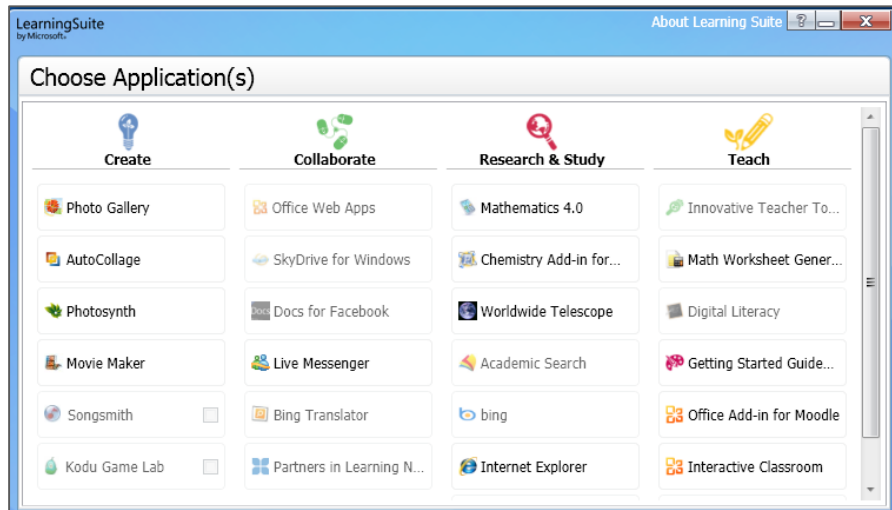 LearningSuite
by Microsoft®
About Learning Suite ?
Choose Application(s)
Create
Collaborate
Research & Study
Teach
Photo Gallery
Office Web Apps
Mathematics 4.0
Innovative Teacher To...
AutoCollage
SkyDrive for Windows
Chemistry Add-in for...
Math Worksheet Gener...
Photosynth
Docs Docs for Facebook
Worldwide Telescope
Digital Literacy
Movie Maker
Live Messenger
Academic Search
Getting Started Guide...
Songsmith
Bing Translator
bing
Office Add-in for Moodle
Kodu Game Lab
Partners in Learning N...
Internet Explorer
Interactive Classroom